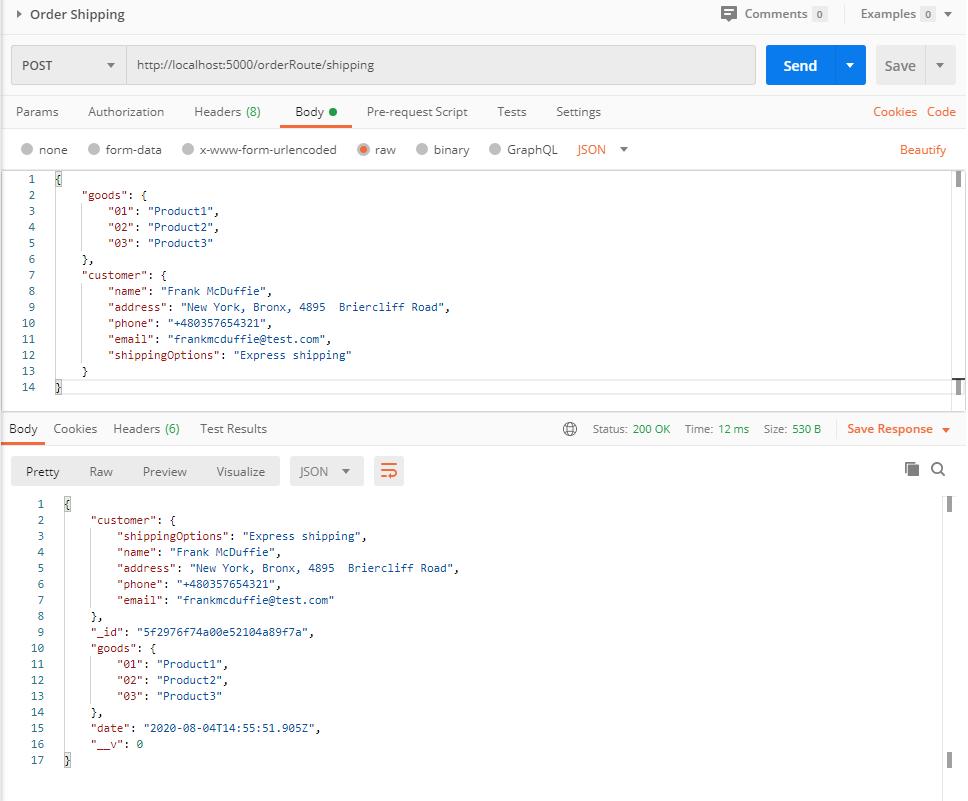 Order Shipping Comments 0 Examples 0
POST http://localhost:5000/orderRoute/shipping Send Save
Params Authorization Headers (8) Body Pre-request Script Tests Settings Cookies Code
none form-data x-www-form-urlencoded raw binary GraphQL JSON Beautify
1 {
2 "goods": {
3 "01": "Product1",
4 "02": "Product2",
5 "03": "Product3"
6 },
7 "customer": {
8 "name": "Frank McDuffie",
9 "address": "New York, Bronx, 4895  Briercliff Road",
10 "phone": "+480357654321",
11 "email": "frankmcduffie@test.com",
12 "shippingOptions": "Express shipping"
13 }
14 }
Body Cookies Headers (6) Test Results Status: 200 OK Time: 12 ms Size: 530 B Save Response
Pretty Raw Preview Visualize JSON
1 {
2 "customer": {
3 "shippingOptions": "Express shipping",
4 "name": "Frank McDuffie",
5 "address": "New York, Bronx, 4895  Briercliff Road",
6 "phone": "+480357654321",
7 "email": "frankmcduffie@test.com"
8 },
9 "_id": "5f2976f74a00e52104a89f7a",
10 "goods": {
11 "01": "Product1",
12 "02": "Product2",
13 "03": "Product3"
14 },
15 "date": "2020-08-04T14:55:51.905Z",
16 "__v": 0
17 }